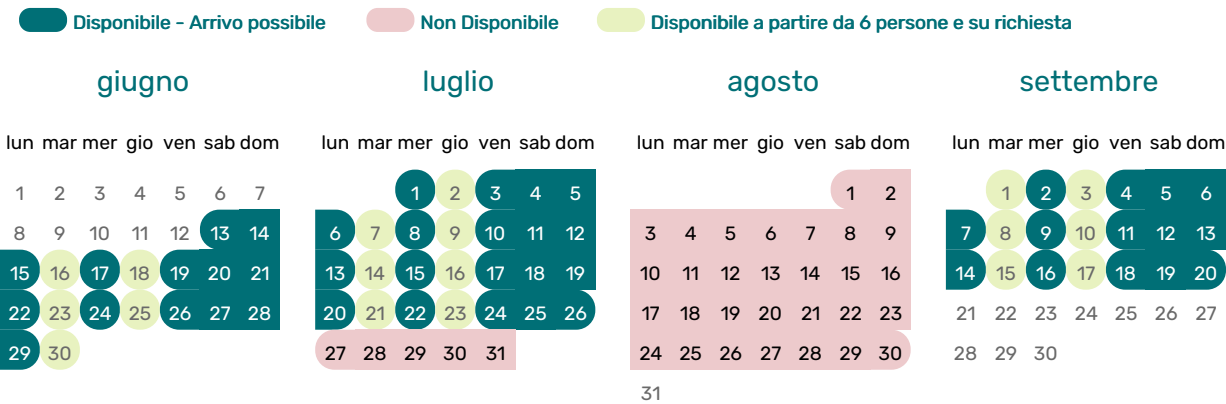 Disponibile - Arrivo possibile Non Disponibile Disponibile a partire da 6 persone e su richiesta
giugno luglio agosto settembre
lun mar mer gio ven sab dom lun mar mer gio ven sab dom lun mar mer gio ven sab dom lun mar mer gio ven sab dom
1 2 3 4 5 6 7 1 2 3 4 5 1 2 1 2 3 4 5 6
8 9 10 11 12 13 14 6 7 8 9 10 11 12 3 4 5 6 7 8 9 7 8 9 10 11 12 13
15 16 17 18 19 20 21 13 14 15 16 17 18 19 10 11 12 13 14 15 16 14 15 16 17 18 19 20
22 23 24 25 26 27 28 20 21 22 23 24 25 26 17 18 19 20 21 22 23 21 22 23 24 25 26 27
29 30 27 28 29 30 31 24 25 26 27 28 29 30 28 29 30
31